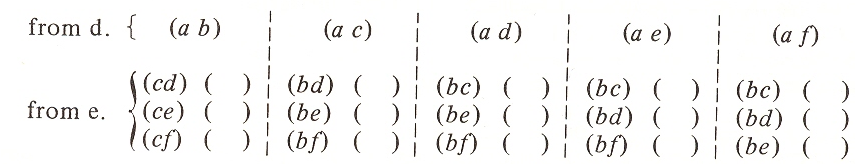 from d. { (a b) (a c) (a d) (a e) (a f)
(cd) ( ) (bd) ( ) (bc) ( ) (bc) ( ) (bc) ( )
from e. { (ce) ( ) (be) ( ) (be) ( ) (bd) ( ) (bd) ( )
(cf) ( ) (bf) ( ) (bf) ( ) (bf) ( ) (be) ( )